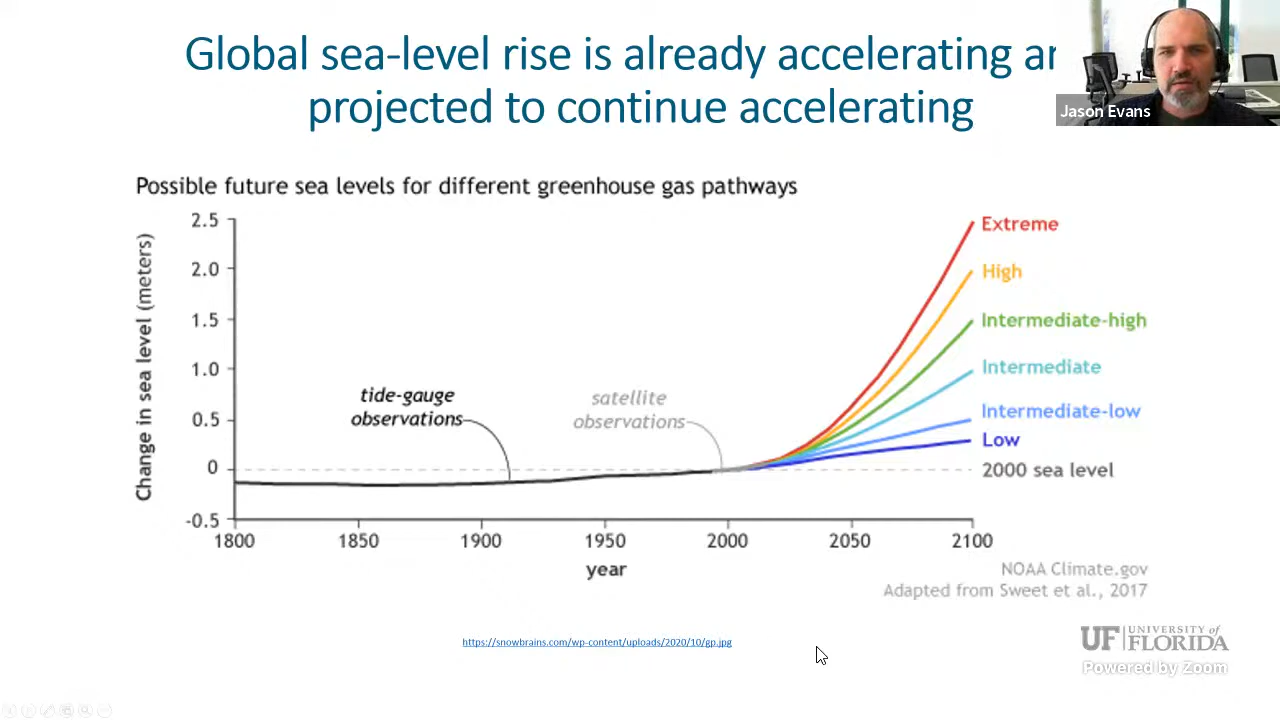 Global sea-level rise is already accelerating
projected to continue accelerating
Jason Evans
Possible future sea levels for different greenhouse gas pathways
Change in sea level (meters)
2.5
2.0
1.5
1.0
0.5
0
-0.5
tide-gauge
observations
satellite
observations
Extreme
High
Intermediate-high
Intermediate
Intermediate-low
Low
2000 sea level
1800 1850 1900 1950 2000 2050 2100
year
NOAA Climate.gov
Adapted from Sweet et al., 2017
https://snowbrains.com/wp-content/uploads/2020/10/gp.jpg
UF UNIVERSITY of
FLORIDA
Powered by Zoom